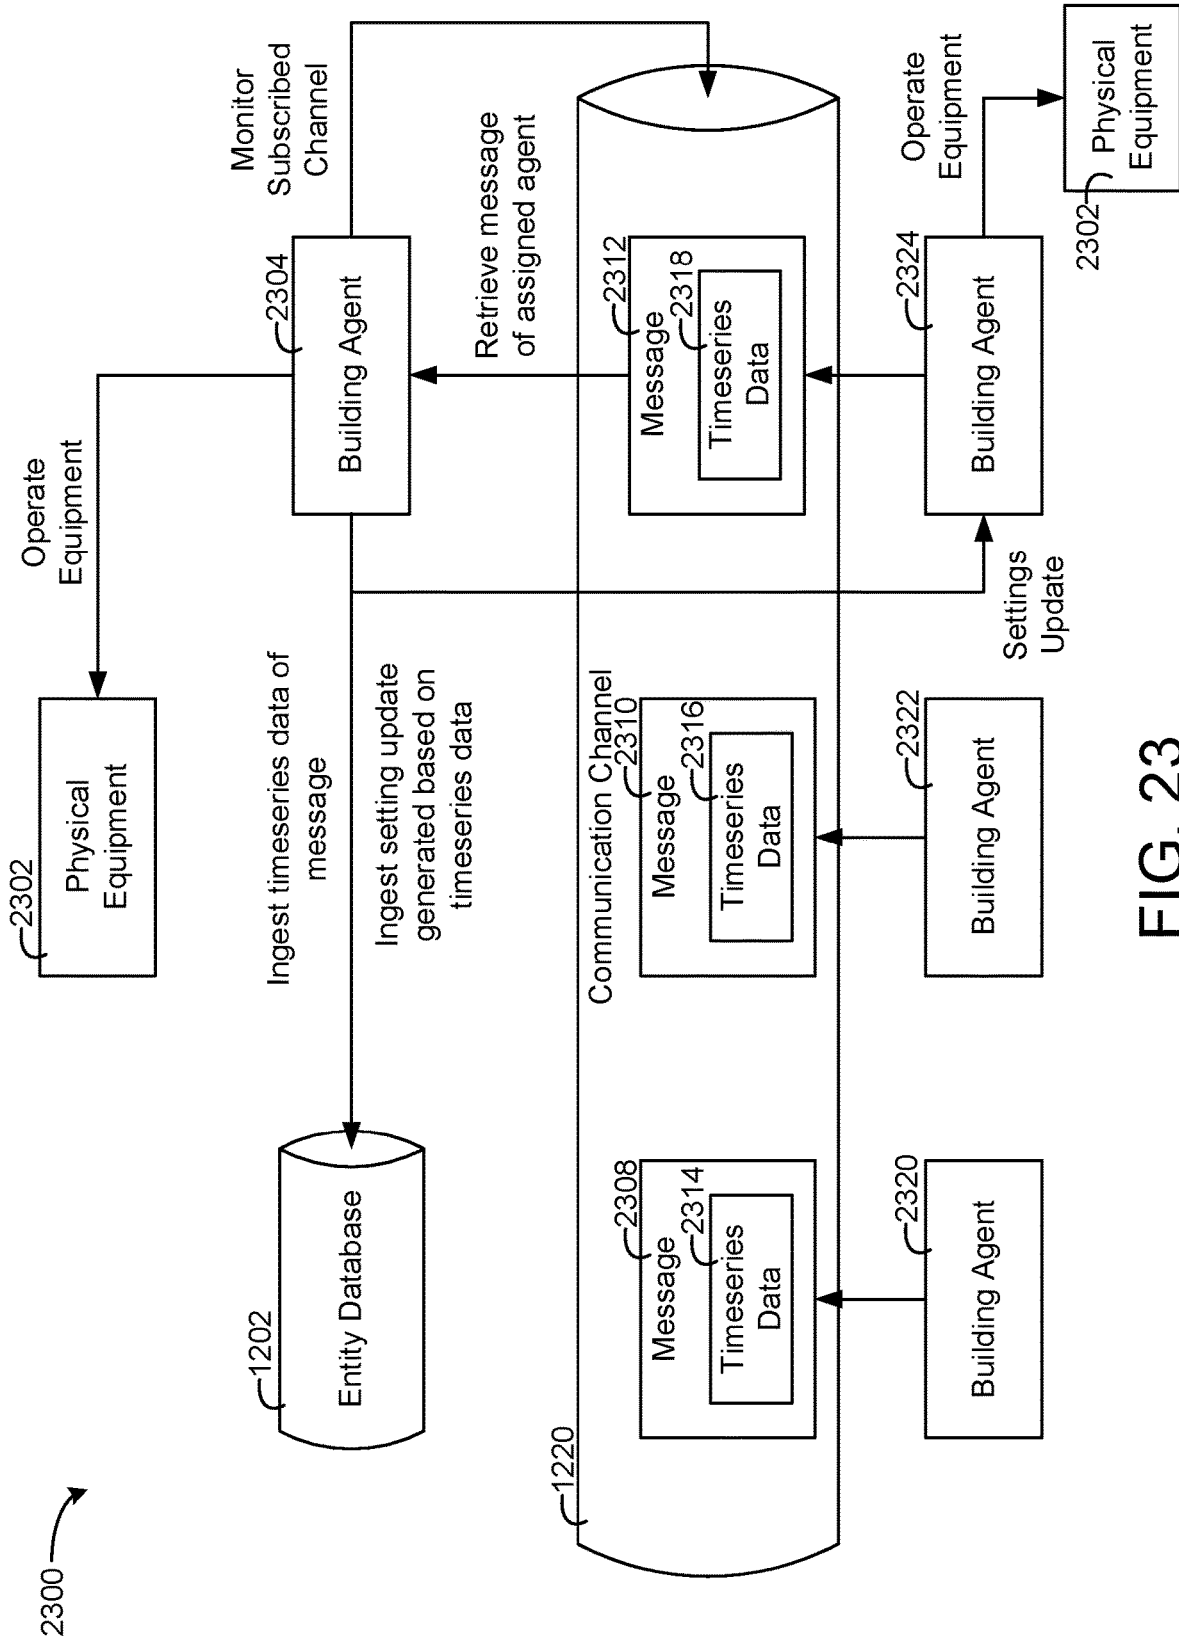 2300
2302
Physical
Equipment
Operate
Equipment
1202
Entity Database
Ingest timeseries data of
message
Ingest setting update
generated based on
timeseries data
2304
Building Agent
Monitor
Subscribed
Channel
Retrieve message
of assigned agent
1220
Communication Channel
2308
Message
2314
Timeseries
Data
2310
Message
2316
Timeseries
Data
2312
Message
2318
Timeseries
Data
2320
Building Agent
2322
Building Agent
Settings
Update
2324
Building Agent
Operate
Equipment
2302
Physical
Equipment
FIG. 23